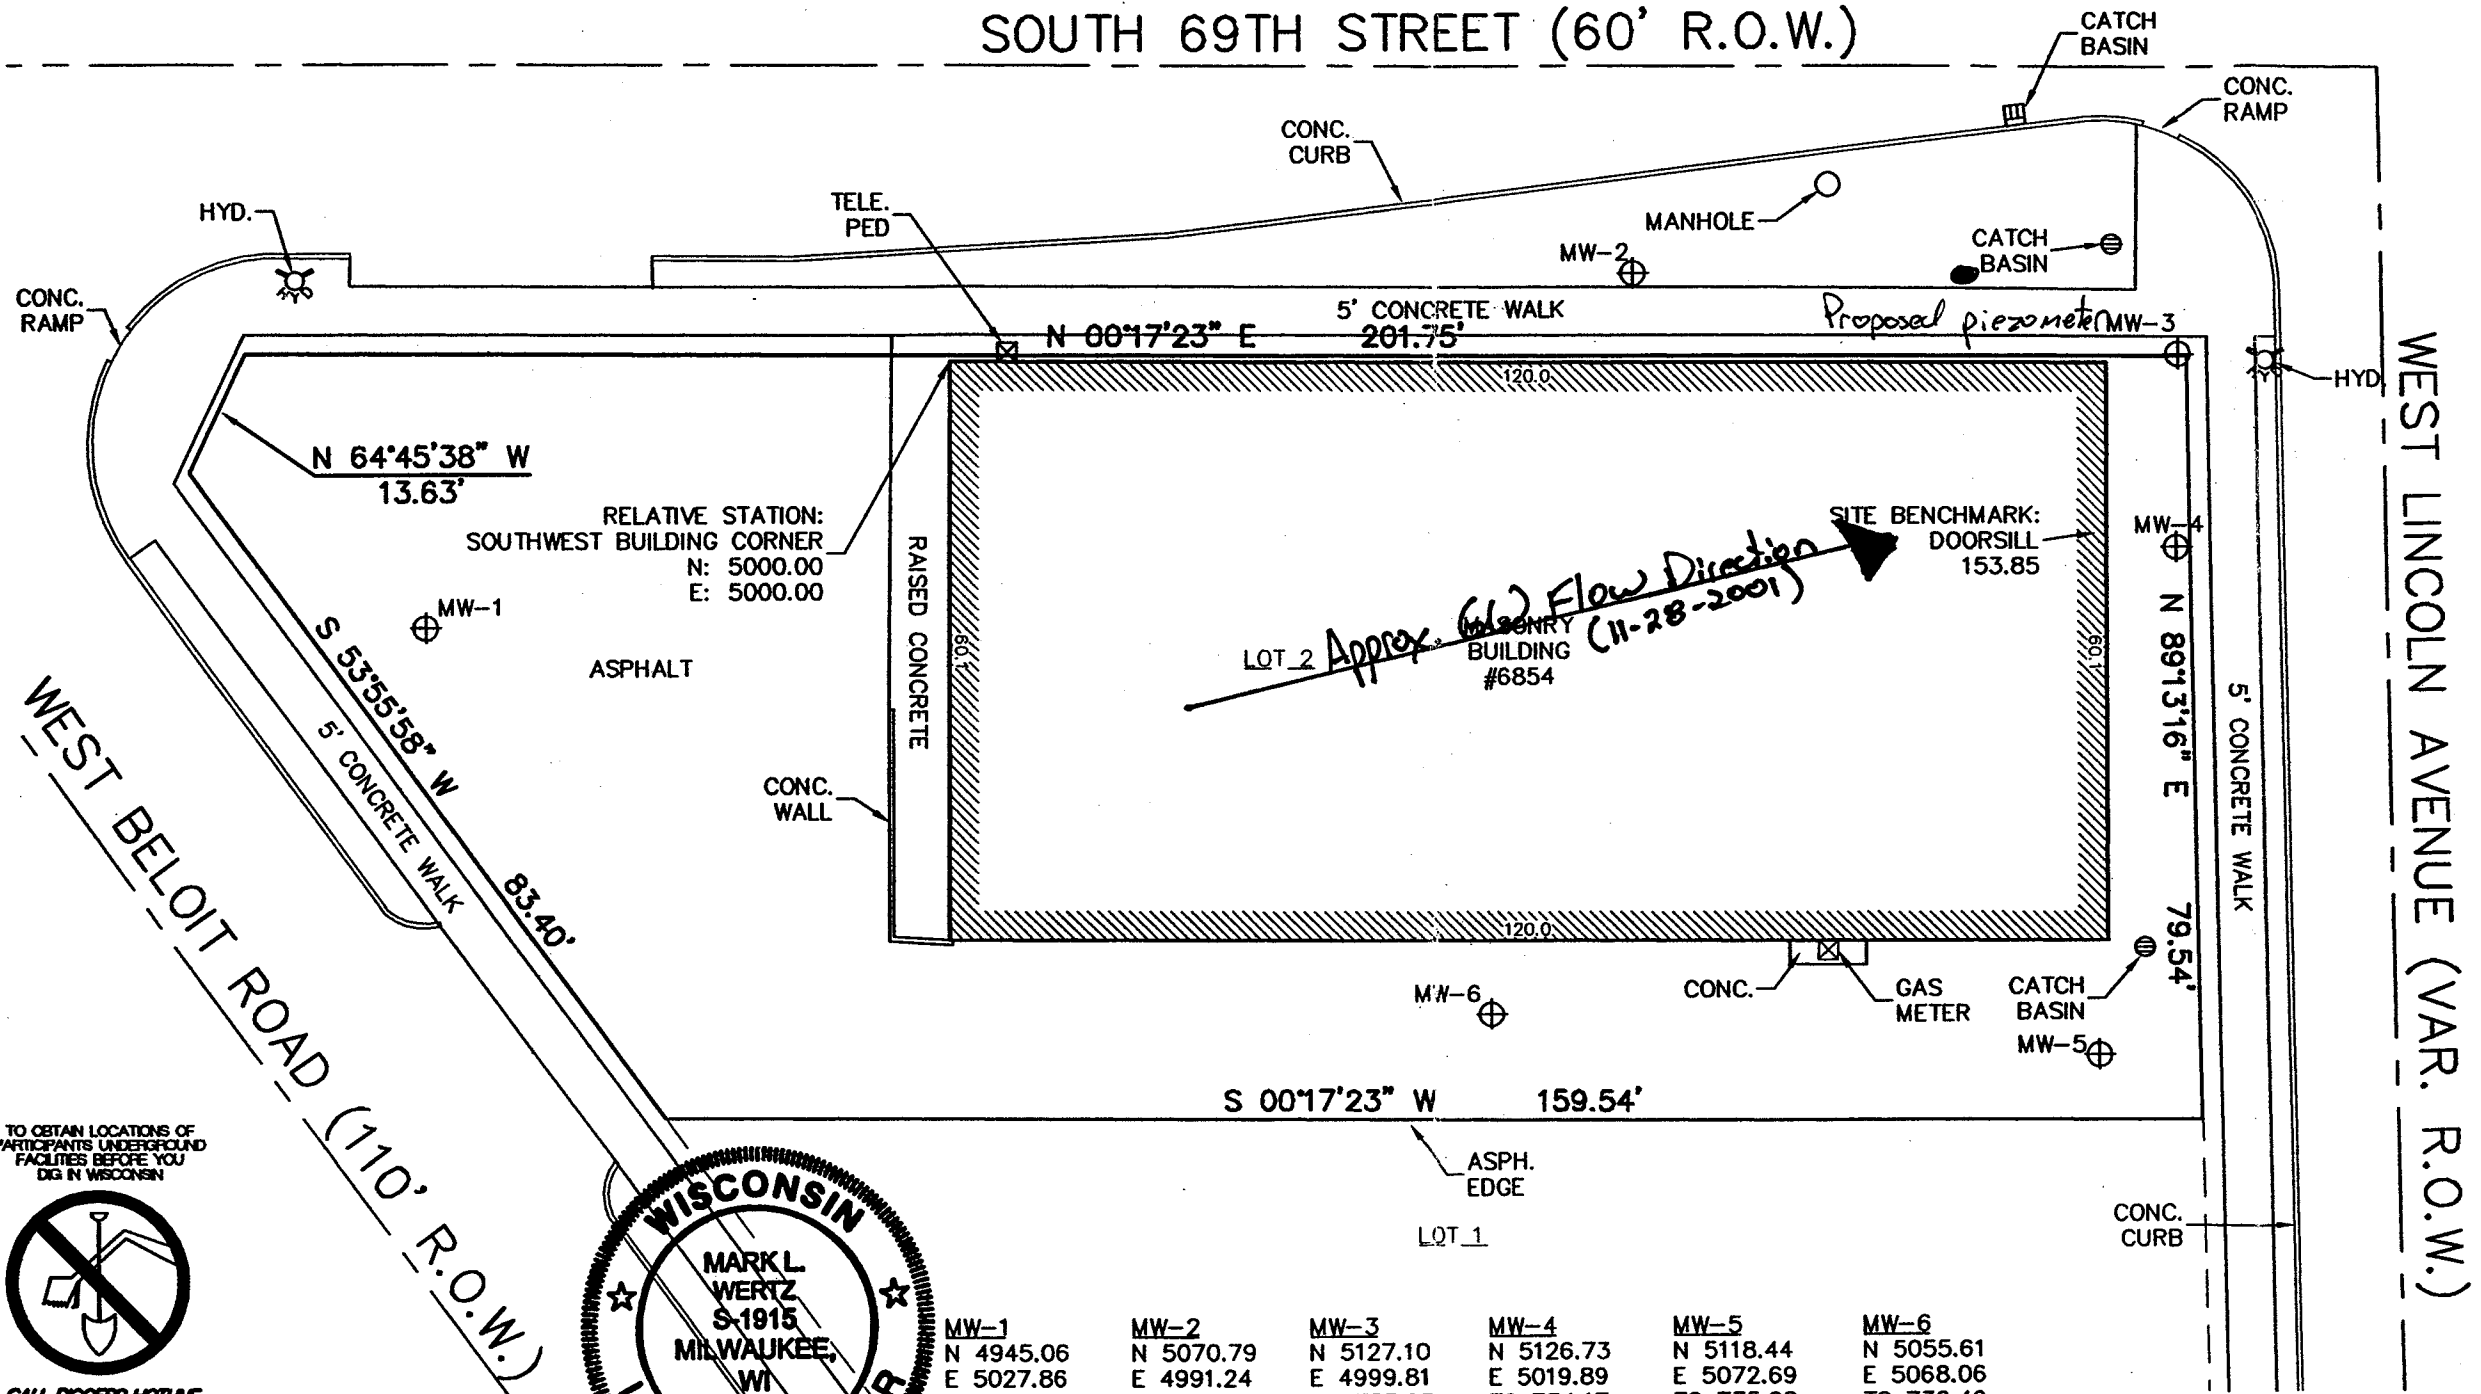 SOUTH 69TH STREET (60' R.O.W.)
CATCH
BASIN
CONC.
RAMP
CONC.
CURB
HYD.
TELE.
PED
MANHOLE
MW-2
CATCH
BASIN
CONC.
RAMP
HYD
5' CONCRETE WALK
Proposed piezometer
MW-3
N 00°17'23" E 201.75'
120.0
HYD
N 64°45'38" W
13.63'
RELATIVE STATION:
SOUTHWEST BUILDING CORNER
N: 5000.00
E: 5000.00
SITE BENCHMARK:
DOORSILL
153.85
MW-4
RAISED CONCRETE
60.1
Approx. GW Flow Direction
(11-28-2001)
MW-1
LOT 2
MASONRY
BUILDING
#6854
60.1
ASPHALT
N 89°13'16" E 79.54'
5' CONCRETE WALK
WEST LINCOLN AVENUE (VAR. R.O.W.)
S 53°55'58" W 83.40'
5' CONCRETE WALK
WEST BELOIT ROAD (110' R.O.W.)
CONC.
WALL
120.0
MW-6
CONC.
GAS
METER
CATCH
BASIN
MW-5
S 00°17'23" W 159.54'
ASPH.
EDGE
LOT 1
CONC.
CURB
TO OBTAIN LOCATIONS OF
PARTICIPANTS UNDERGROUND
FACILITIES BEFORE YOU
DIG IN WISCONSIN
WISCONSIN
MARK L.
WERTZ
S-1915
MILWAUKEE,
WI
MW-1 MW-2 MW-3 MW-4 MW-5 MW-6
N 4945.06 N 5070.79 N 5127.10 N 5126.73 N 5118.44 N 5055.61
E 5027.86 E 4991.24 E 4999.81 E 5019.89 E 5072.69 E 5068.06